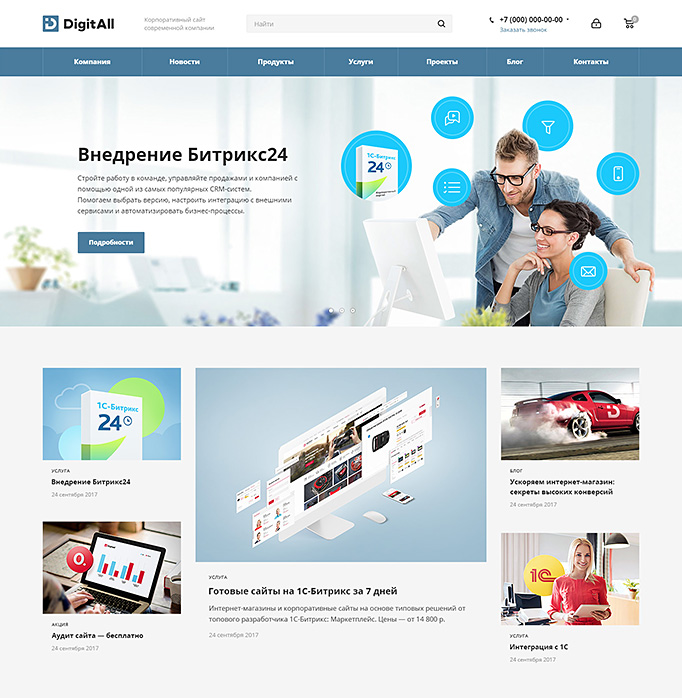 DigitAll
Корпоративный сайт
современной компании
Найти
+7 (000) 000-00-00
Заказать звонок
0
Компания
Новости
Продукты
Услуги
Проекты
Блог
Контакты
Внедрение Битрикс24
Стройте работу в команде, управляйте продажами и компанией с
помощью одной из самых популярных CRM-систем.
Помогаем выбрать версию, настроить интеграцию с внешними
сервисами и автоматизировать бизнес-процессы.
Подробности
1С-Битрикс
24
1С-Битрикс
24
УСЛУГА
Внедрение Битрикс24
24 сентября 2017
АКЦИЯ
Аудит сайта — бесплатно
24 сентября 2017
УСЛУГА
Готовые сайты на 1С-Битрикс за 7 дней
Интернет-магазины и корпоративные сайты на основе типовых решений от
топового разработчика 1С-Битрикс: Маркетплейс. Цены — от 14 800 р.
24 сентября 2017
БЛОГ
Ускоряем интернет-магазин:
секреты высоких конверсий
24 сентября 2017
1С
УСЛУГА
Интеграция с 1С
24 сентября 2017